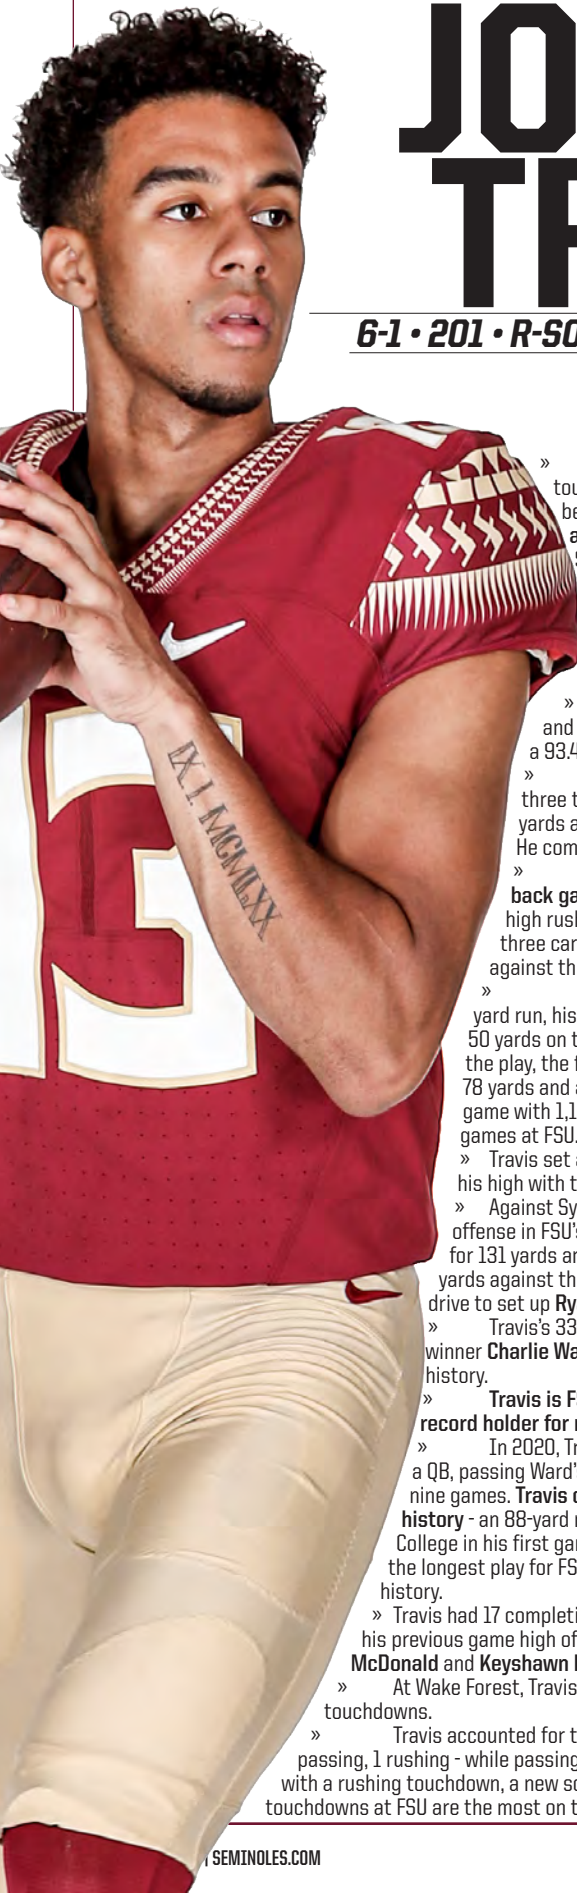 JO
TR
6-1 • 201 • R-SO
»
tou
be
a
»
and
a 93.4
»
three t
yards a
He com
»
back ga
high rus
three car
against th
»
yard run, his
50 yards on t
the play, the f
78 yards and a
game with 1,1
games at FSU.
» Travis set a
his high with t
» Against Sy
offense in FSU's
for 131 yards an
yards against th
drive to set up Ry
» Travis's 33
winner Charlie Wa
history.
» Travis is F
record holder for r
» In 2020, Tr
a QB, passing Ward'
nine games. Travis o
history - an 88-yard r
College in his first gar
the longest play for FS
history.
» Travis had 17 completi
his previous game high of
McDonald and Keyshawn
» At Wake Forest, Travis
touchdowns.
» Travis accounted for t
passing, 1 rushing - while passing
with a rushing touchdown, a new sc
touchdowns at FSU are the most on t
| SEMINOLES.COM
13
IX I MCMLXX